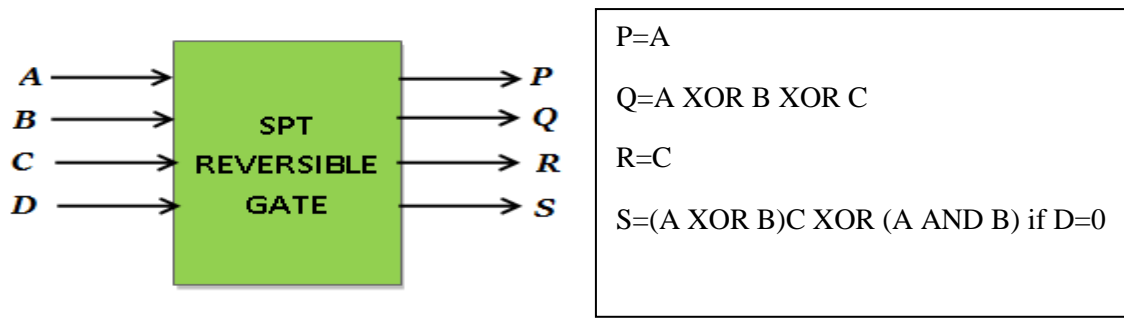 A
B
C
D
SPT
REVERSIBLE
GATE
P
Q
R
S
P=A
Q=A XOR B XOR C
R=C
S=(A XOR B)C XOR (A AND B) if D=0